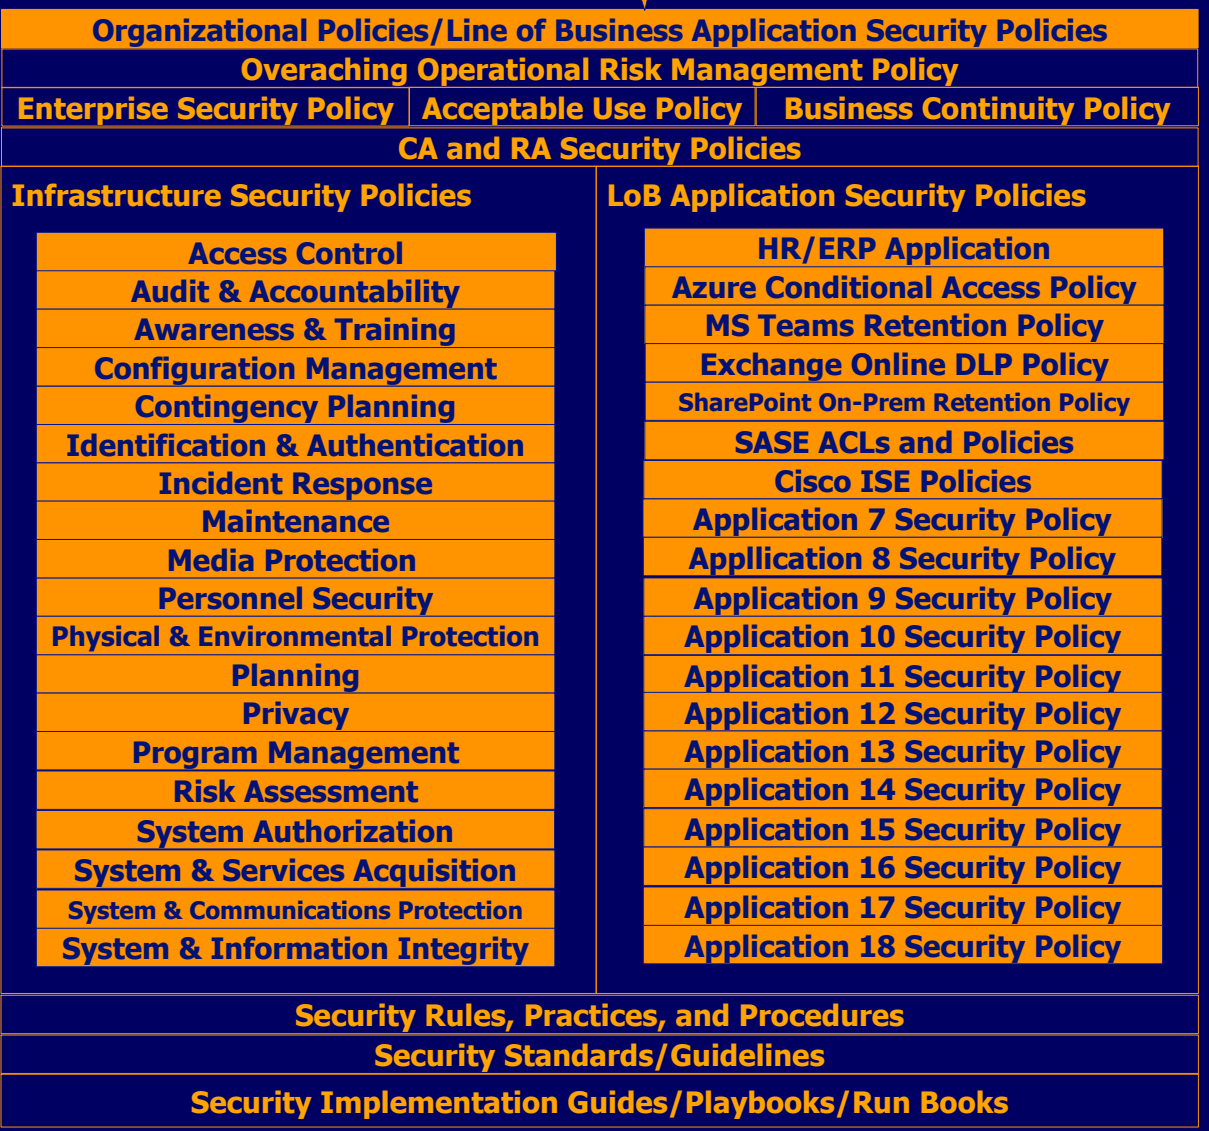 Organizational Policies/Line of Business Application Security Policies
Overaching Operational Risk Management Policy
Enterprise Security Policy
Acceptable Use Policy
Business Continuity Policy
CA and RA Security Policies
Infrastructure Security Policies
Access Control
Audit & Accountability
Awareness & Training
Configuration Management
Contingency Planning
Identification & Authentication
Incident Response
Maintenance
Media Protection
Personnel Security
Physical & Environmental Protection
Planning
Privacy
Program Management
Risk Assessment
System Authorization
System & Services Acquisition
System & Communications Protection
System & Information Integrity
LoB Application Security Policies
HR/ERP Application
Azure Conditional Access Policy
MS Teams Retention Policy
Exchange Online DLP Policy
SharePoint On-Prem Retention Policy
SASE ACLs and Policies
Cisco ISE Policies
Application 7 Security Policy
Appllication 8 Security Policy
Application 9 Security Policy
Application 10 Security Policy
Application 11 Security Policy
Application 12 Security Policy
Application 13 Security Policy
Application 14 Security Policy
Application 15 Security Policy
Application 16 Security Policy
Application 17 Security Policy
Application 18 Security Policy
Security Rules, Practices, and Procedures
Security Standards/Guidelines
Security Implementation Guides/Playbooks/Run Books